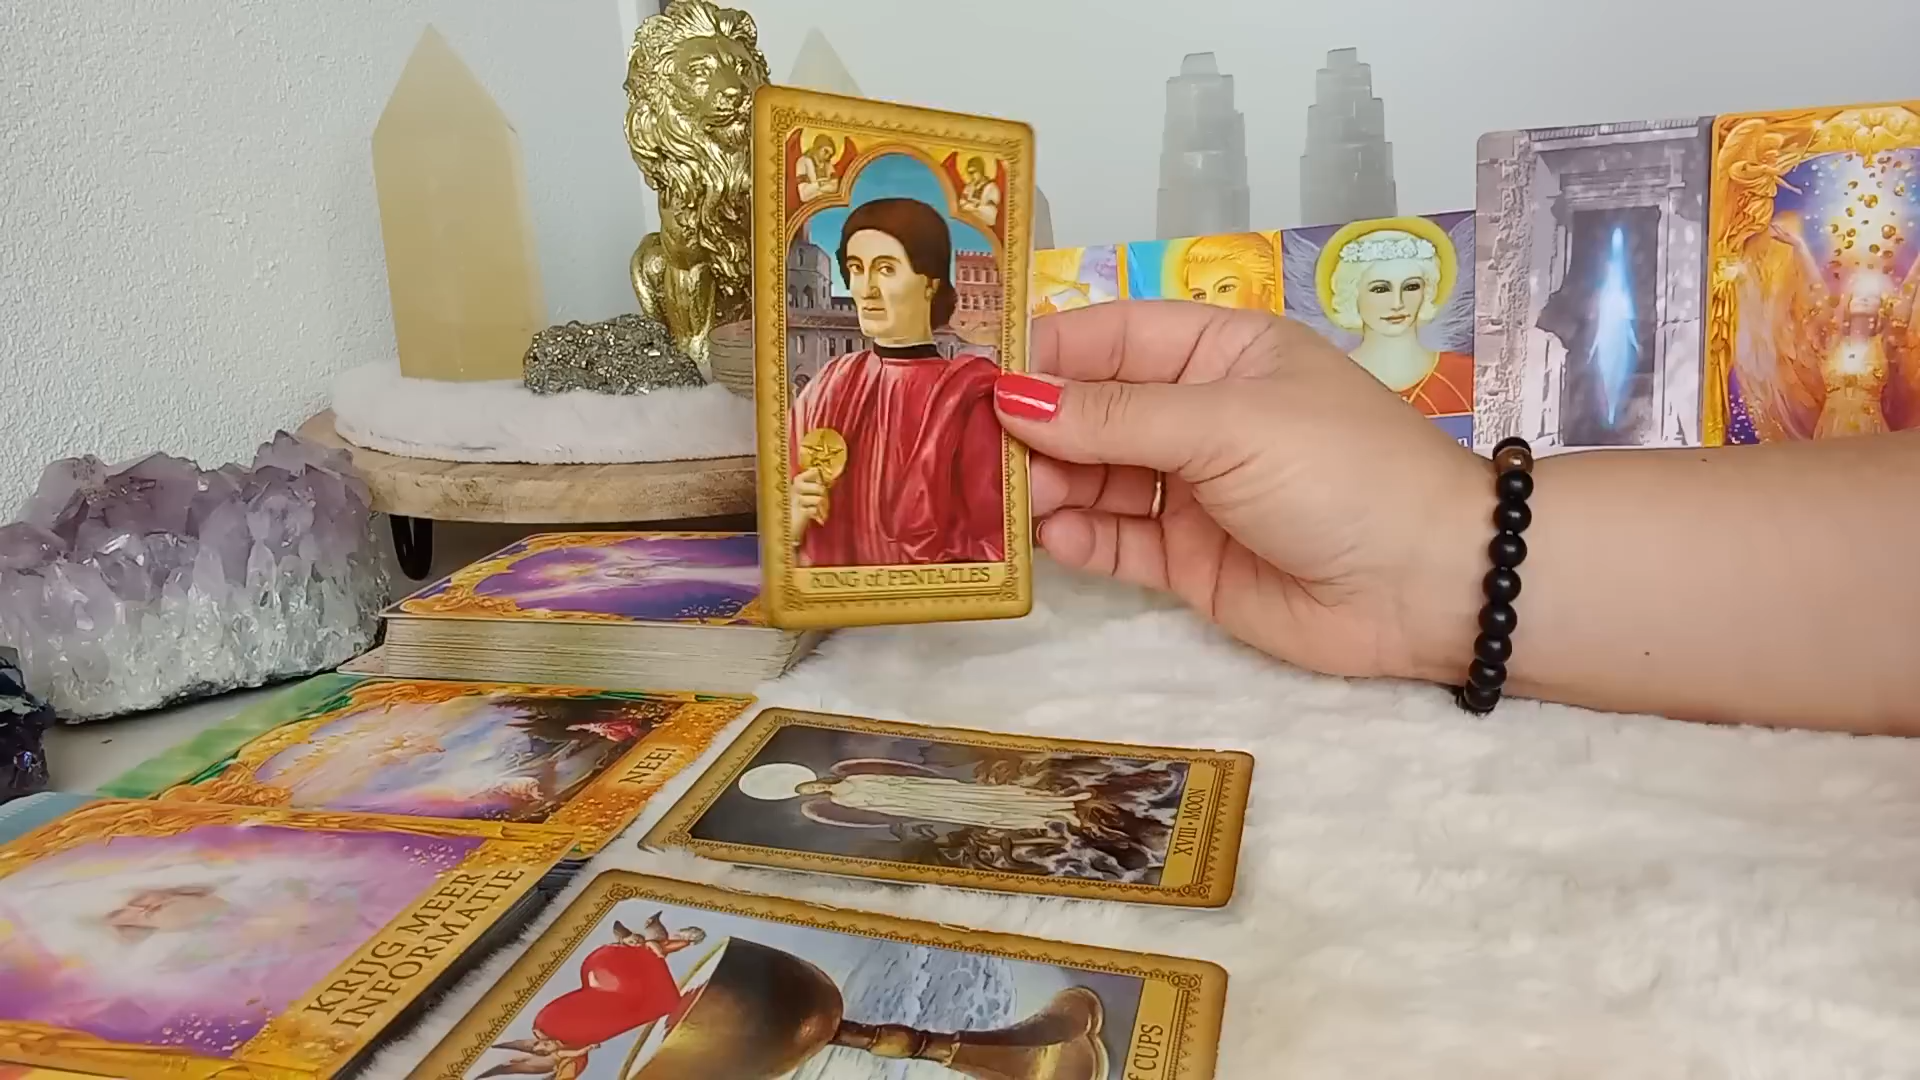 KING of PENTACLES
NEE!
XVIII • MOON
KRIJG MEER
INFORMATIE
CUPS